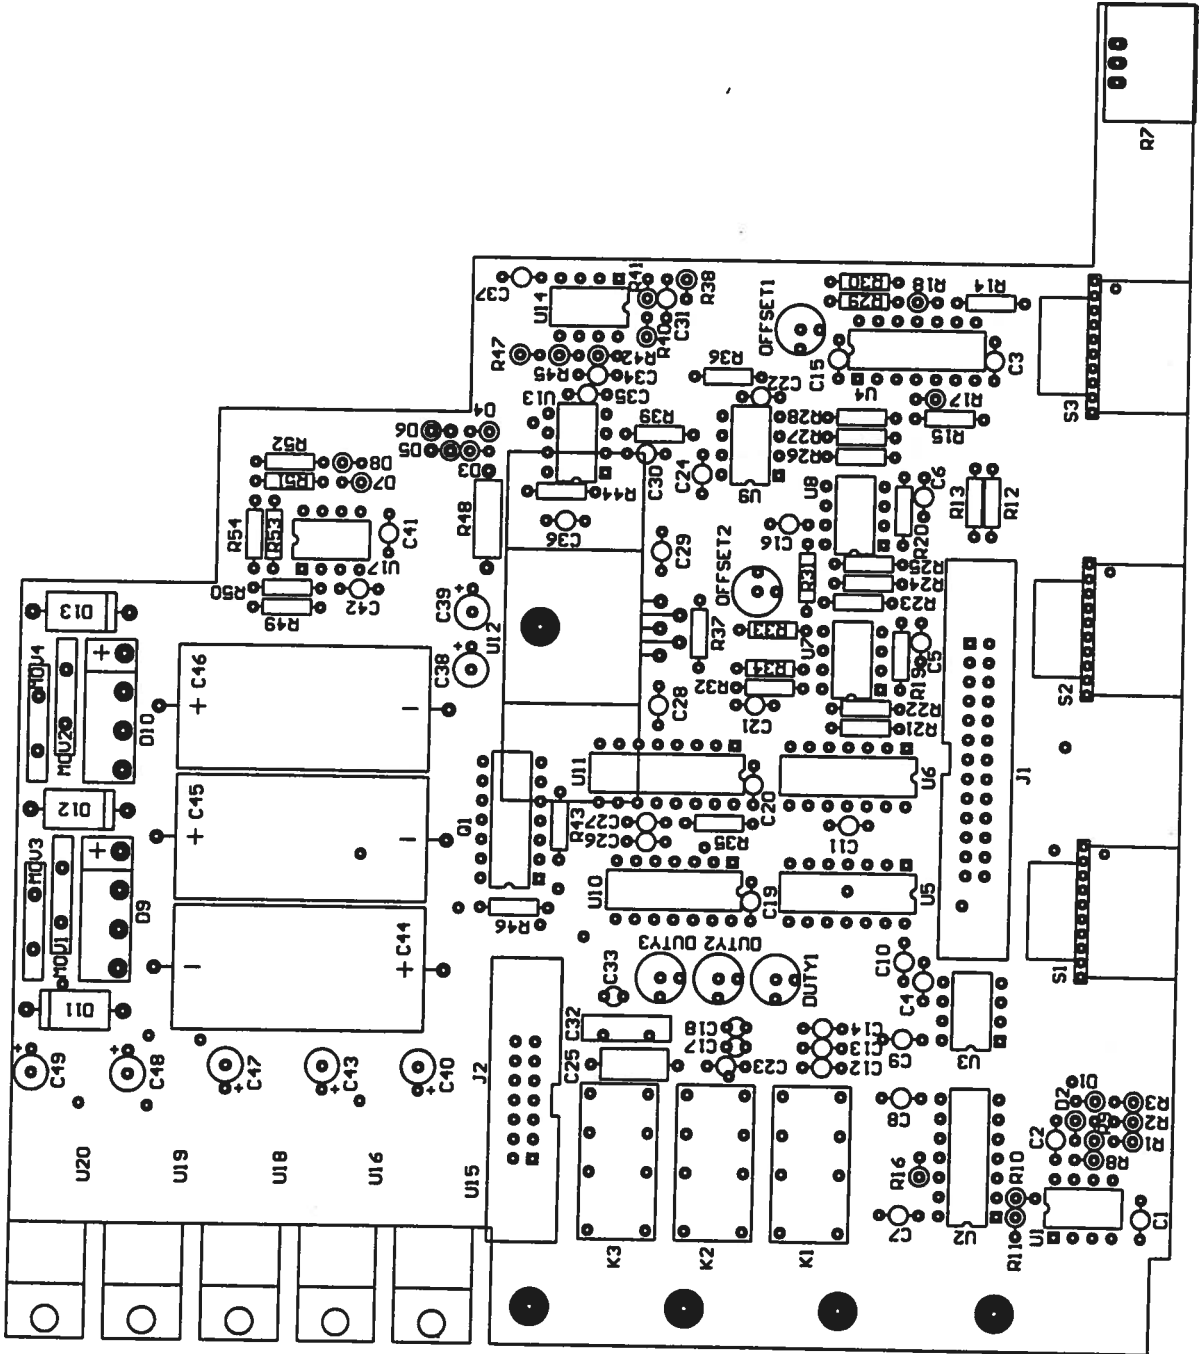 R7
C37
U14
R41
R38
C31
R40
R47
R42
R45
C34
U13
C35
R36
OFFSET1
R30
R29
R18
R14
C15
C3
U4
R17
R15
S3
C22
R39
R28
R27
R26
D6
D4
D5
D3
R52
D8
R51
D7
C30
C24
U9
R44
R54
R53
C41
R48
C36
U17
C29
C16
U8
C6
R20
R13
R12
R50
R49
C42
C39
C38
U12
OFFSET2
R31
R25
R24
R23
R37
R33
U7
R34
R32
R19
C5
D13
MOV4
MOV2
D10
+
C46
+
-
C28
C21
R22
R21
S2
J1
U11
U6
C20
D12
C45
+
-
Q1
R43
C27
C26
R35
C11
MOV3
MOV1
+
D9
U10
U5
C19
R46
C44
-
+
DUTY3
DUTY2
DUTY1
C33
C10
C4
S1
D11
C32
C18
C17
C14
C13
C12
C25
C23
C9
U3
C49
C48
C47
C43
C40
J2
U20
U19
U18
U16
U15
K3
K2
K1
C8
C7
R16
U2
R10
R11
C2
D2
D1
R9
R3
R2
R1
R8
U1
C1